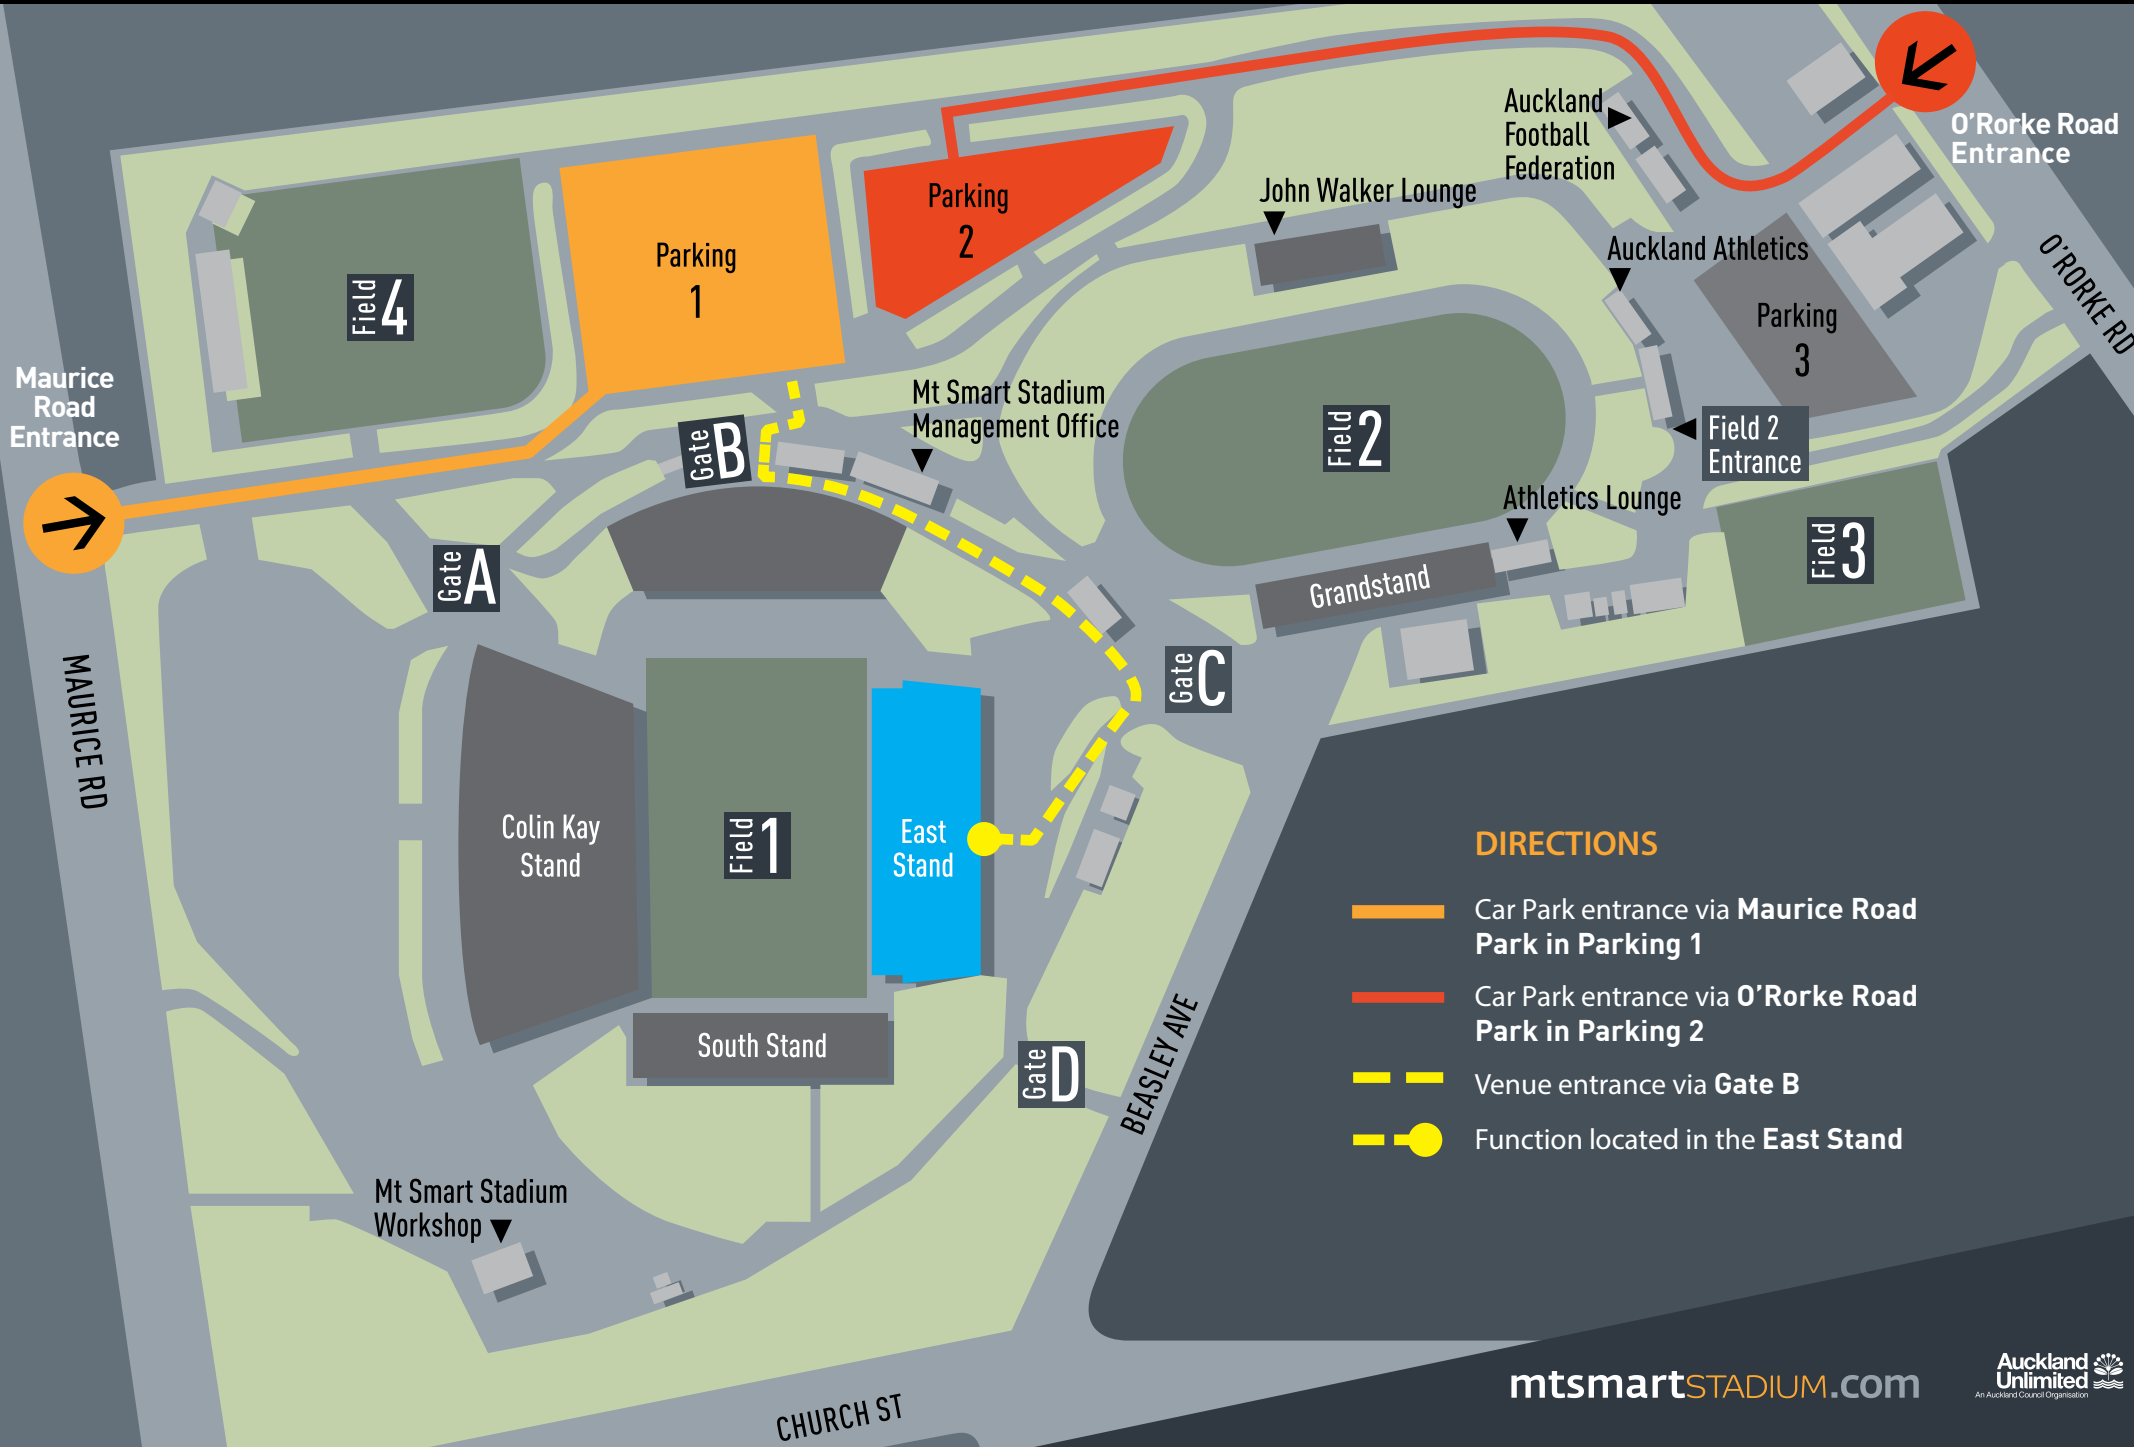 Auckland
Football
Federation
O'Rorke Road
Entrance
John Walker Lounge
Parking
2
Parking
1
Auckland Athletics
O'RORKE RD
Field 4
Parking
3
Maurice
Road
Entrance
Mt Smart Stadium
Management Office
Gate B
Field 2
Field 2
Entrance
Athletics Lounge
Gate A
Field 3
Grandstand
Gate C
MAURICE RD
Colin Kay
Stand
Field 1
East
Stand
DIRECTIONS
Car Park entrance via Maurice Road
Park in Parking 1
Car Park entrance via O'Rorke Road
Park in Parking 2
Venue entrance via Gate B
Function located in the East Stand
South Stand
Gate D
BEASLEY AVE
Mt Smart Stadium
Workshop
CHURCH ST
mtsmartSTADIUM.com
Auckland
Unlimited
An Auckland Council Organisation